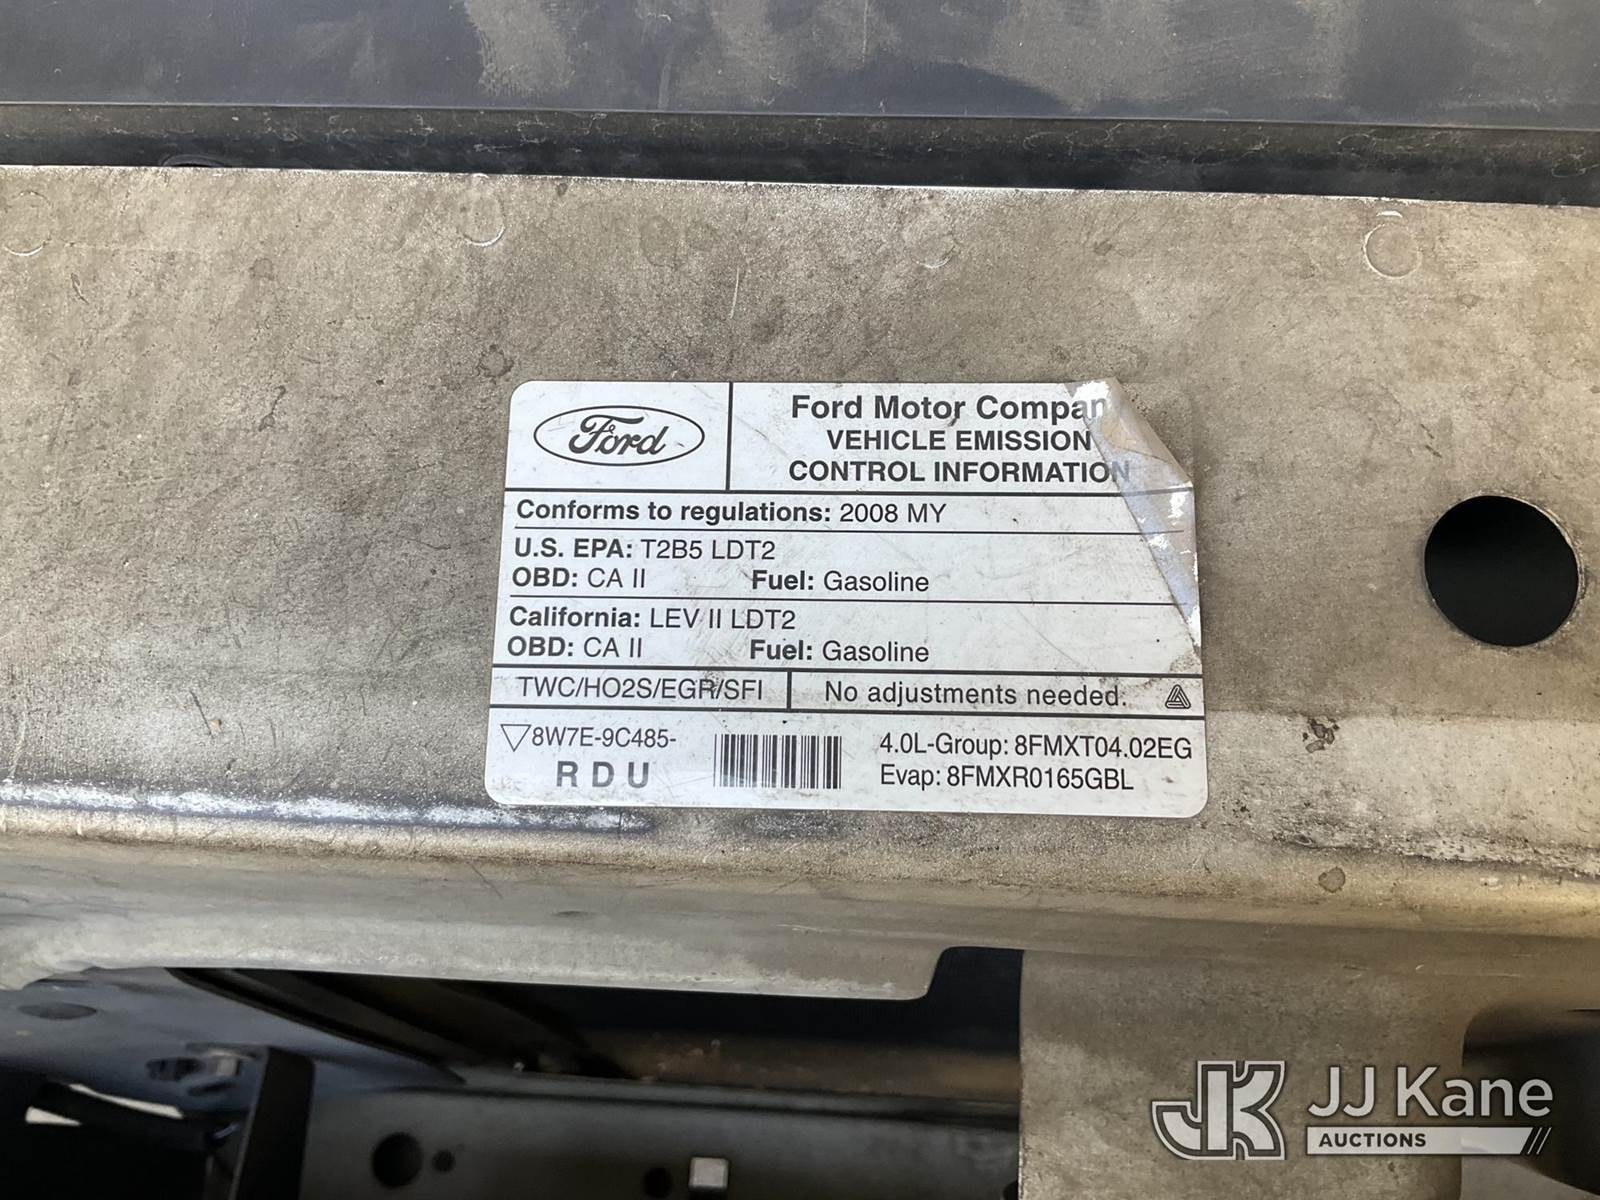 Ford
Ford Motor Company
VEHICLE EMISSION
CONTROL INFORMATION
Conforms to regulations: 2008 MY
U.S. EPA: T2B5 LDT2
OBD: CA II Fuel: Gasoline
California: LEV II LDT2
OBD: CA II Fuel: Gasoline
TWC/HO2S/EGR/SFI No adjustments needed.
8W7E-9C485-
R D U
4.0L-Group: 8FMXT04.02EG
Evap: 8FMXR0165GBL
JK JJ Kane
AUCTIONS